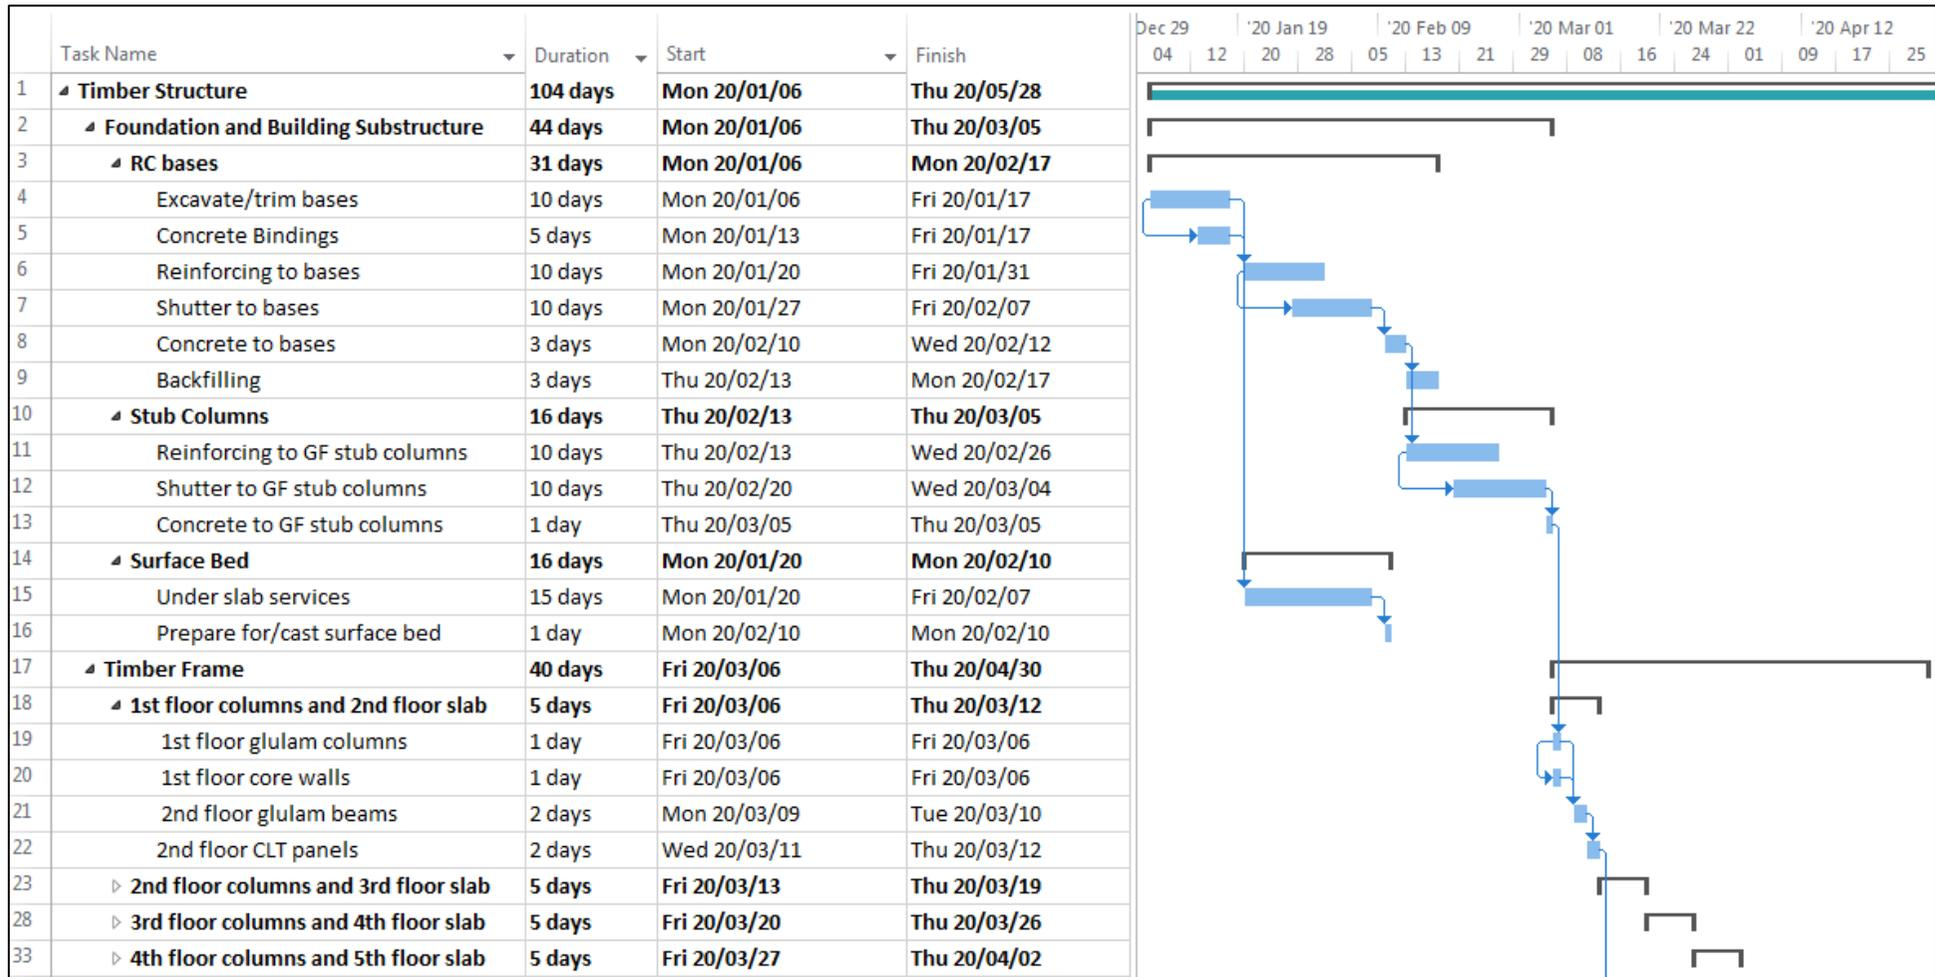 Dec 29 '20 Jan 19 '20 Feb 09 '20 Mar 01 '20 Mar 22 '20 Apr 12
Task Name Duration Start Finish 04 12 20 28 05 13 21 29 08 16 24 01 09 17 25
1 Timber Structure 104 days Mon 20/01/06 Thu 20/05/28
2 Foundation and Building Substructure 44 days Mon 20/01/06 Thu 20/03/05
3 RC bases 31 days Mon 20/01/06 Mon 20/02/17
4 Excavate/trim bases 10 days Mon 20/01/06 Fri 20/01/17
5 Concrete Bindings 5 days Mon 20/01/13 Fri 20/01/17
6 Reinforcing to bases 10 days Mon 20/01/20 Fri 20/01/31
7 Shutter to bases 10 days Mon 20/01/27 Fri 20/02/07
8 Concrete to bases 3 days Mon 20/02/10 Wed 20/02/12
9 Backfilling 3 days Thu 20/02/13 Mon 20/02/17
10 Stub Columns 16 days Thu 20/02/13 Thu 20/03/05
11 Reinforcing to GF stub columns 10 days Thu 20/02/13 Wed 20/02/26
12 Shutter to GF stub columns 10 days Thu 20/02/20 Wed 20/03/04
13 Concrete to GF stub columns 1 day Thu 20/03/05 Thu 20/03/05
14 Surface Bed 16 days Mon 20/01/20 Mon 20/02/10
15 Under slab services 15 days Mon 20/01/20 Fri 20/02/07
16 Prepare for/cast surface bed 1 day Mon 20/02/10 Mon 20/02/10
17 Timber Frame 40 days Fri 20/03/06 Thu 20/04/30
18 1st floor columns and 2nd floor slab 5 days Fri 20/03/06 Thu 20/03/12
19 1st floor glulam columns 1 day Fri 20/03/06 Fri 20/03/06
20 1st floor core walls 1 day Fri 20/03/06 Fri 20/03/06
21 2nd floor glulam beams 2 days Mon 20/03/09 Tue 20/03/10
22 2nd floor CLT panels 2 days Wed 20/03/11 Thu 20/03/12
23 2nd floor columns and 3rd floor slab 5 days Fri 20/03/13 Thu 20/03/19
28 3rd floor columns and 4th floor slab 5 days Fri 20/03/20 Thu 20/03/26
33 4th floor columns and 5th floor slab 5 days Fri 20/03/27 Thu 20/04/02